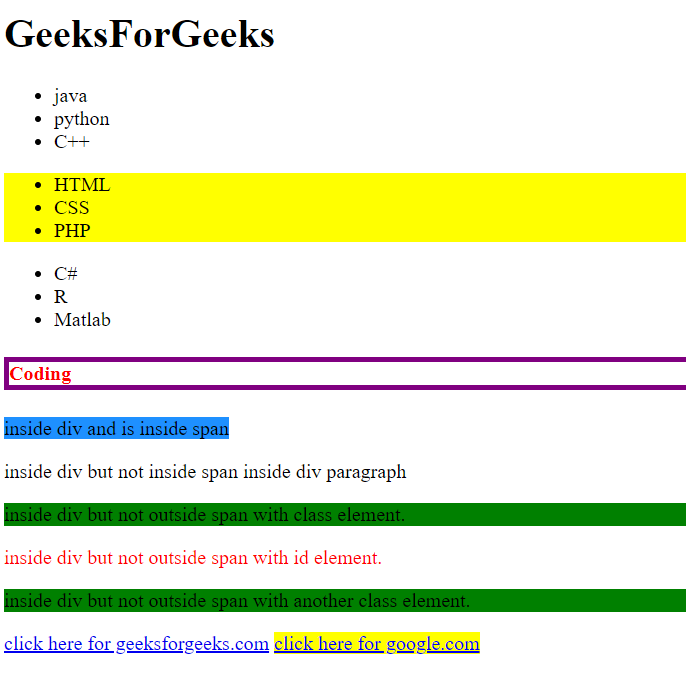 GeeksForGeeks
java
python
C++
HTML
CSS
PHP
C#
R
Matlab
Coding
inside div and is inside span
inside div but not inside span inside div paragraph
inside div but not outside span with class element.
inside div but not outside span with id element.
inside div but not outside span with another class element.
click here for geeksforgeeks.com click here for google.com